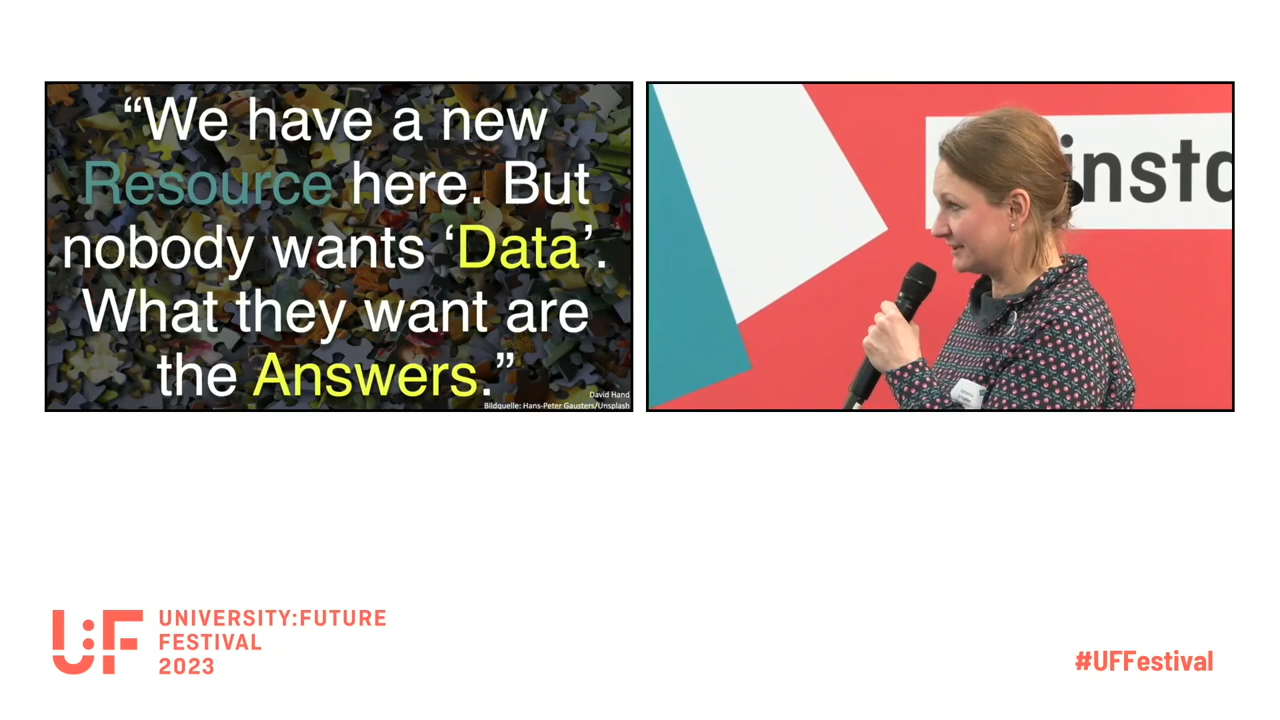 “We have a new
Resource here. But
nobody wants ‘Data’.
What they want are
the Answers.”
David Hand
Bildquelle: Hans-Peter Gausters/Unsplash
insta
U:F
UNIVERSITY:FUTURE
FESTIVAL
2023
#UFFestival